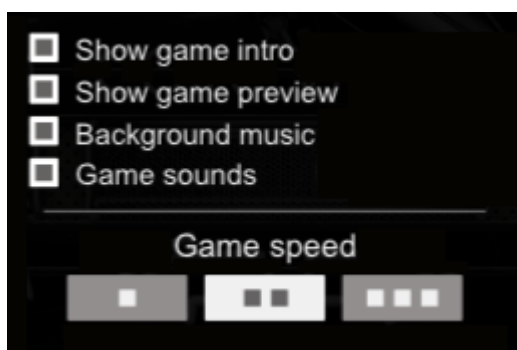 Show game intro
Show game preview
Background music
Game sounds
Game speed